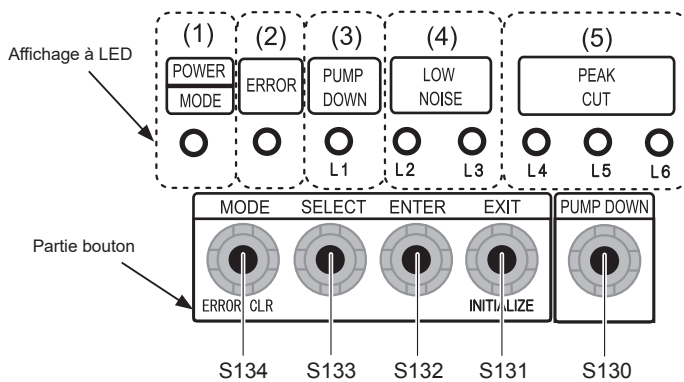 (1) (2) (3) (4) (5)
Affichage à LED
POWER
MODE
ERROR
PUMP
DOWN
LOW
NOISE
PEAK
CUT
L1 L2 L3 L4 L5 L6
MODE SELECT ENTER EXIT PUMP DOWN
Partie bouton
ERROR CLR INITIALIZE
S134 S133 S132 S131 S130